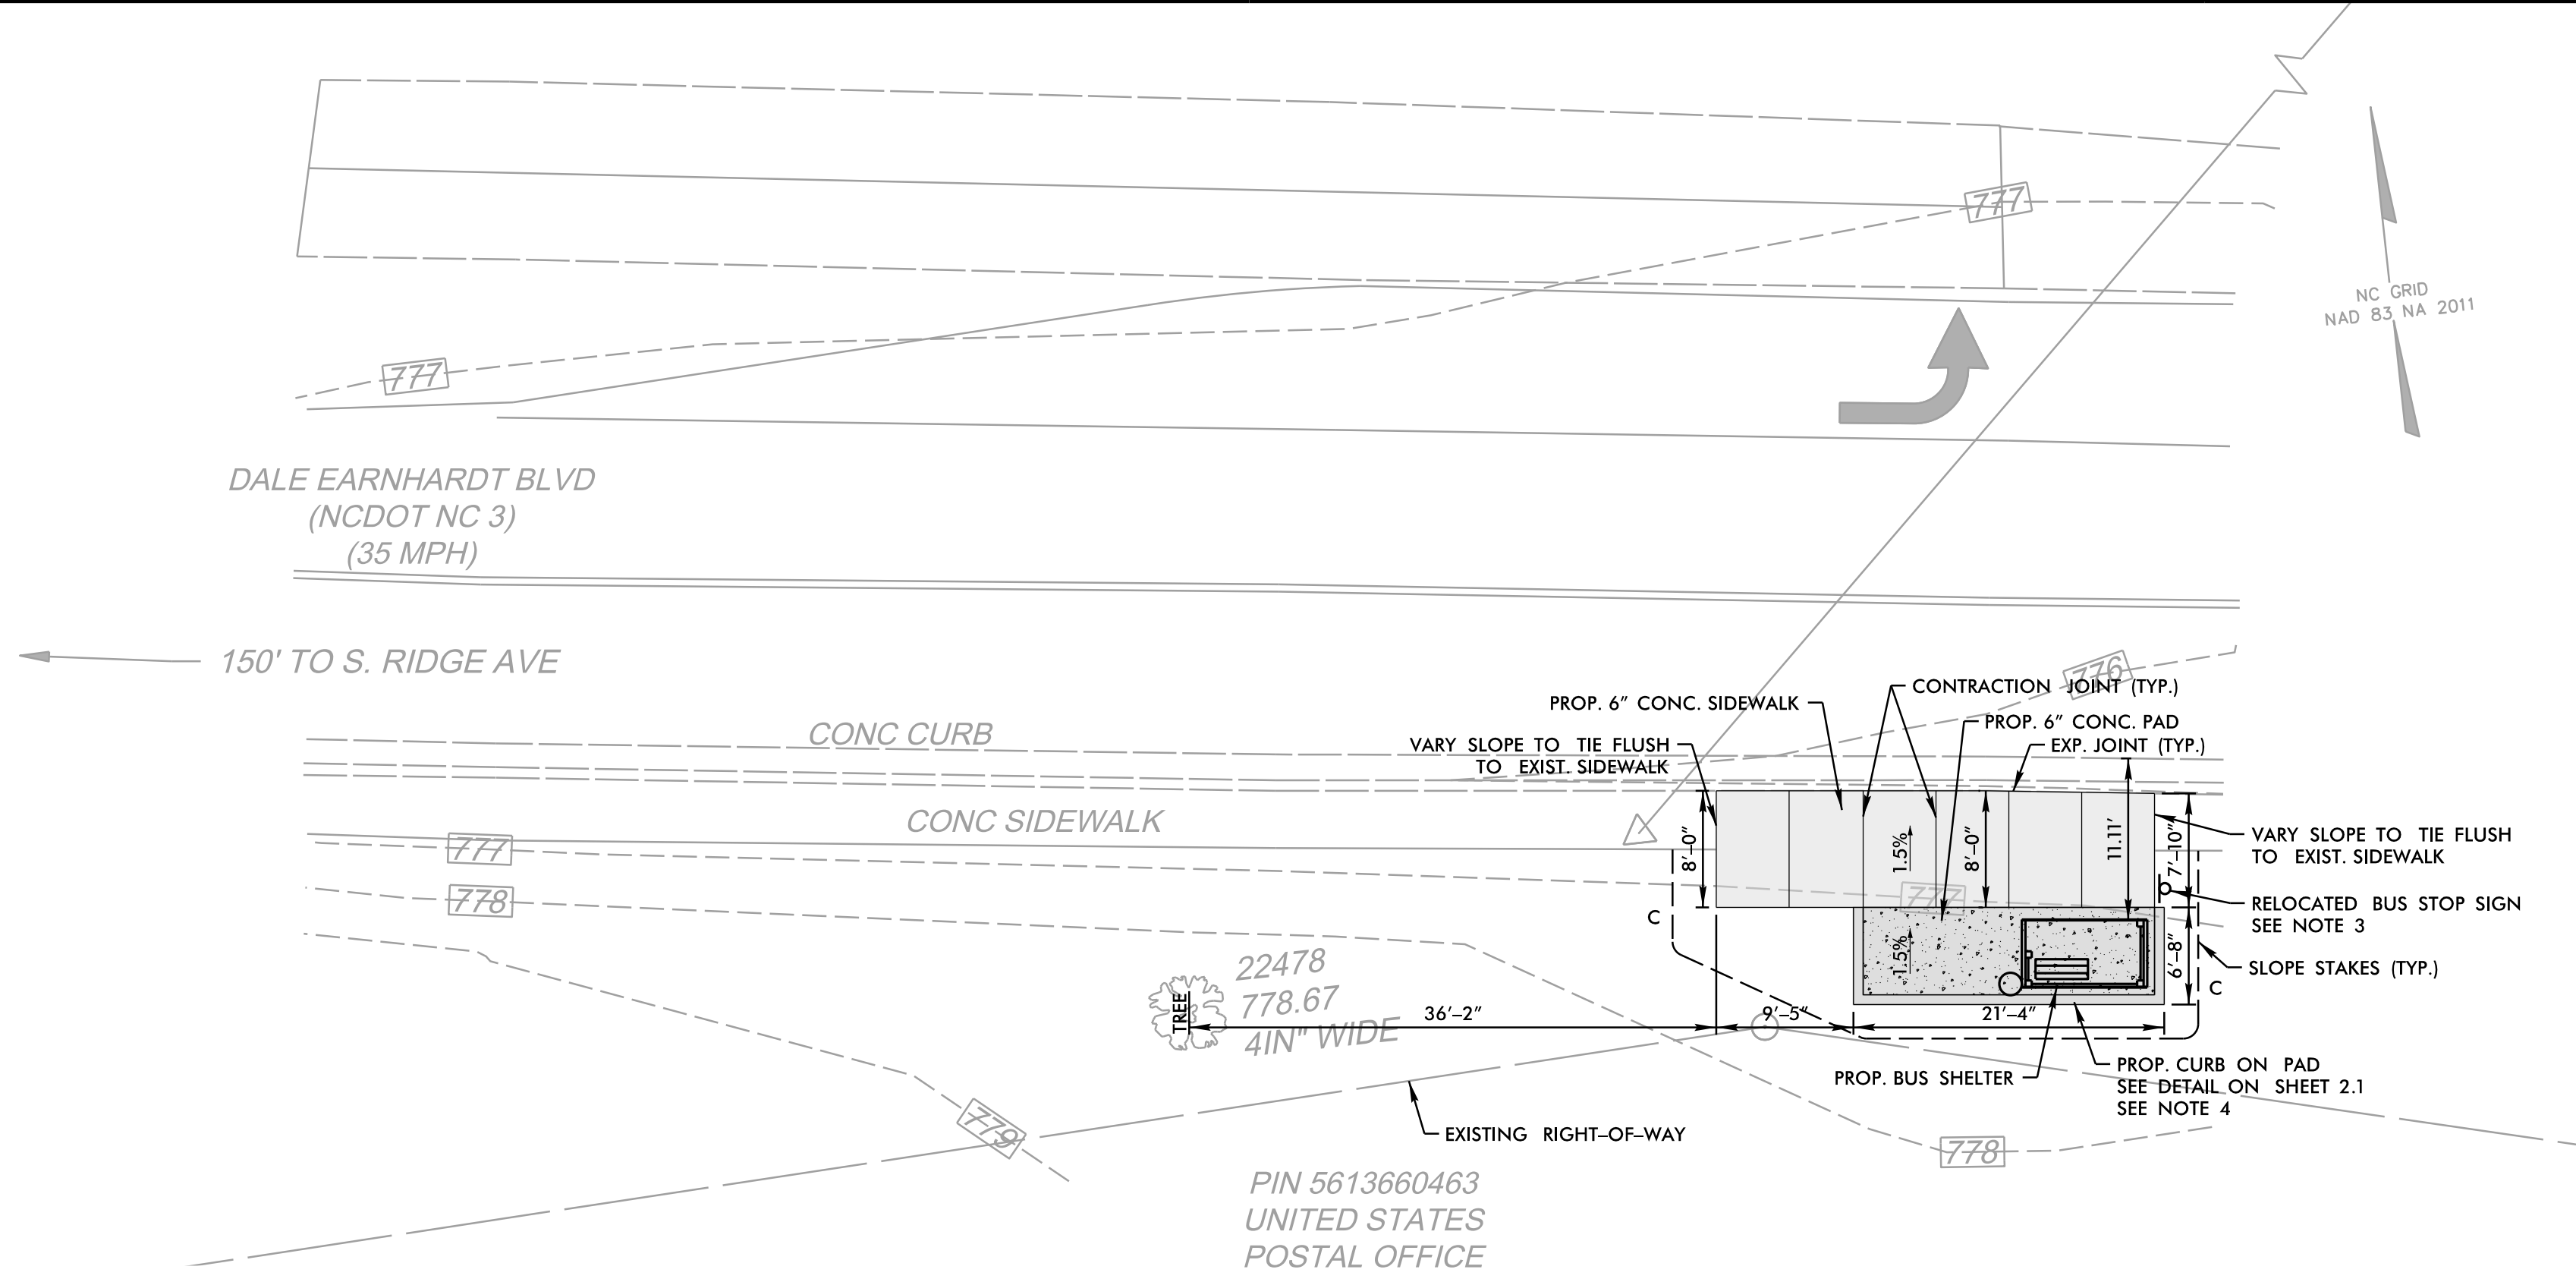 777
NC GRID
NAD 83 NA 2011
777
DALE EARNHARDT BLVD
(NCDOT NC 3)
(35 MPH)
150' TO S. RIDGE AVE
776
CONTRACTION JOINT (TYP.)
PROP. 6" CONC. SIDEWALK
PROP. 6" CONC. PAD
CONC CURB
VARY SLOPE TO TIE FLUSH
TO EXIST. SIDEWALK
EXP. JOINT (TYP.)
CONC SIDEWALK
777
778
8'-0"
1.5%
8'-0"
11.11'
7'-10"
VARY SLOPE TO TIE FLUSH
TO EXIST. SIDEWALK
777
RELOCATED BUS STOP SIGN
SEE NOTE 3
C
1.5%
6'-8"
SLOPE STAKES (TYP.)
C
TREE
22478
778.67
4IN" WIDE
36'-2"
9'-5"
21'-4"
PROP. BUS SHELTER
PROP. CURB ON PAD
SEE DETAIL ON SHEET 2.1
SEE NOTE 4
779
EXISTING RIGHT-OF-WAY
778
PIN 5613660463
UNITED STATES
POSTAL OFFICE